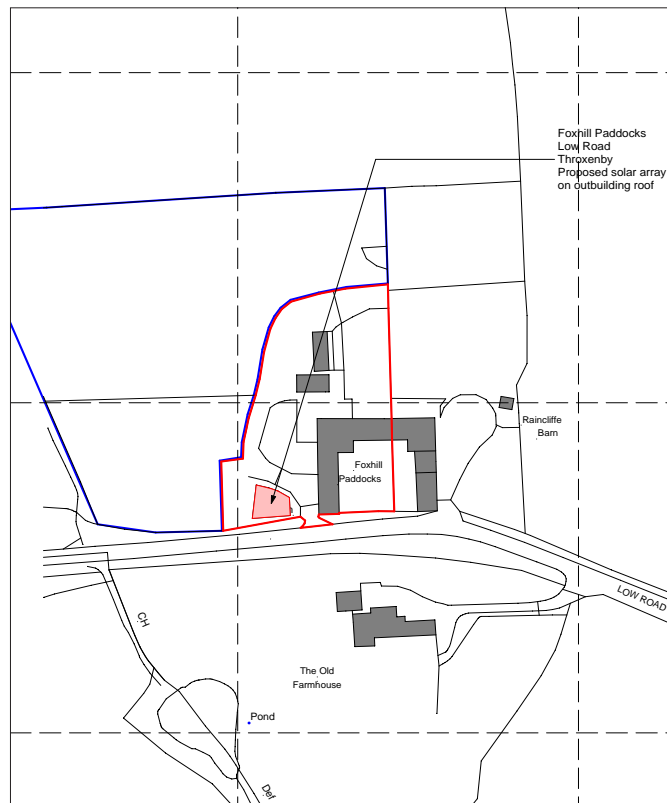 Foxhill Paddocks
Low Road
Throxenby
Proposed solar array
on outbuilding roof
Raincliffe
Barn
Foxhill
Paddocks
LOW ROAD
CH
The Old
Farmhouse
Pond
Def